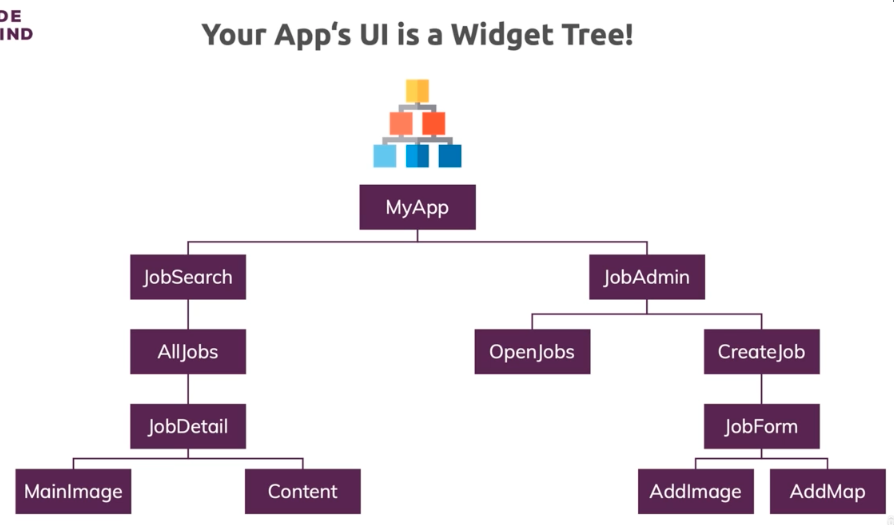 DE
IND
Your App‘s UI is a Widget Tree!
MyApp
JobSearch
JobAdmin
AllJobs
OpenJobs
CreateJob
JobDetail
JobForm
MainImage
Content
AddImage
AddMap